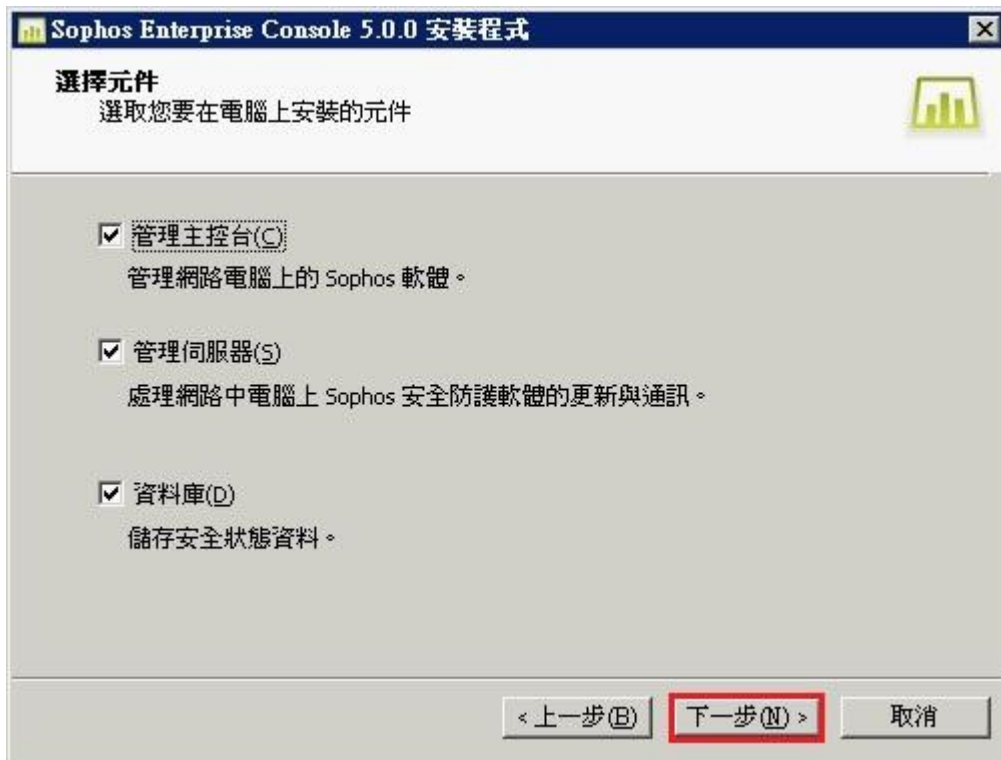 Sophos Enterprise Console 5.0.0 安裝程式
選擇元件
選取您要在電腦上安裝的元件
管理主控台(C)
管理網路電腦上的 Sophos 軟體。
管理伺服器(S)
處理網路中電腦上 Sophos 安全防護軟體的更新與通訊。
資料庫(D)
儲存安全狀態資料。
< 上一步(B) 下一步(N) > 取消